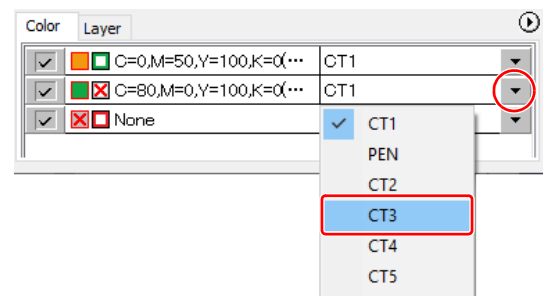 Color Layer
C=0,M=50,Y=100,K=0(··· CT1
C=80,M=0,Y=100,K=0(··· CT1
None
CT1
PEN
CT2
CT3
CT4
CT5